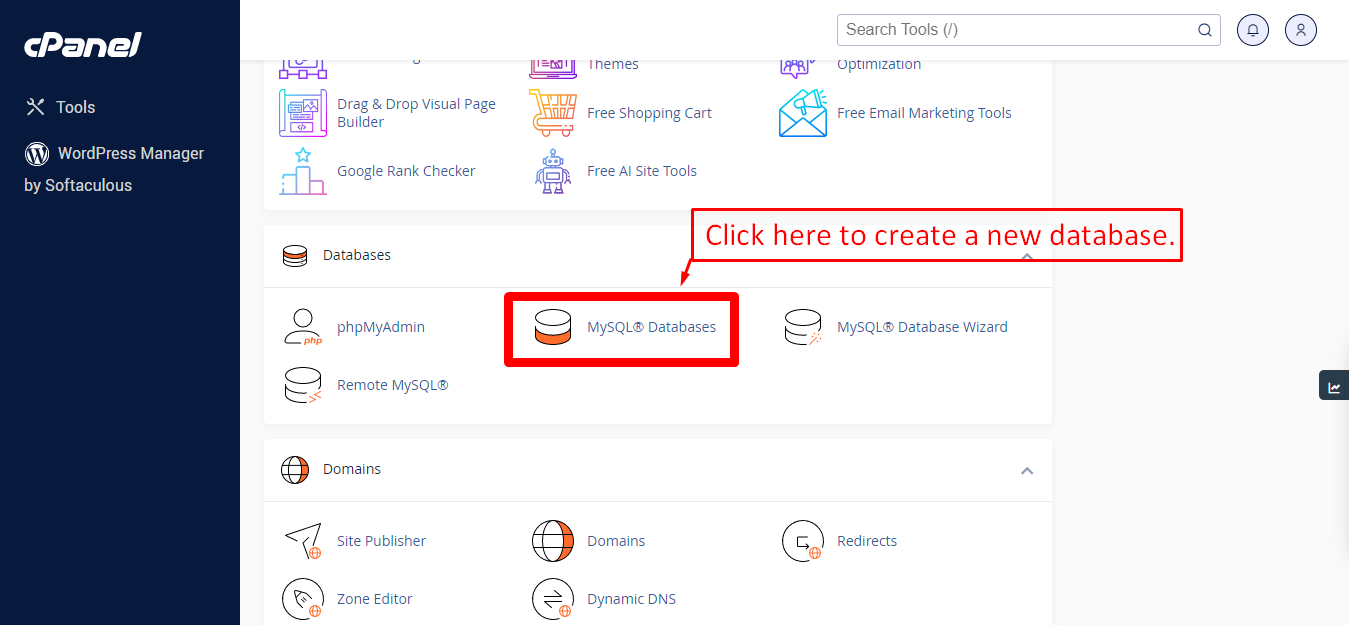 cPanel
Search Tools (/)
Tools
WordPress Manager
by Softaculous
Themes
Optimization
Drag & Drop Visual Page
Builder
Free Shopping Cart
Free Email Marketing Tools
Google Rank Checker
Free AI Site Tools
Click here to create a new database.
Databases
phpMyAdmin
php
MySQL® Databases
MySQL® Database Wizard
Remote MySQL®
Domains
Site Publisher
Domains
Redirects
Zone Editor
Dynamic DNS